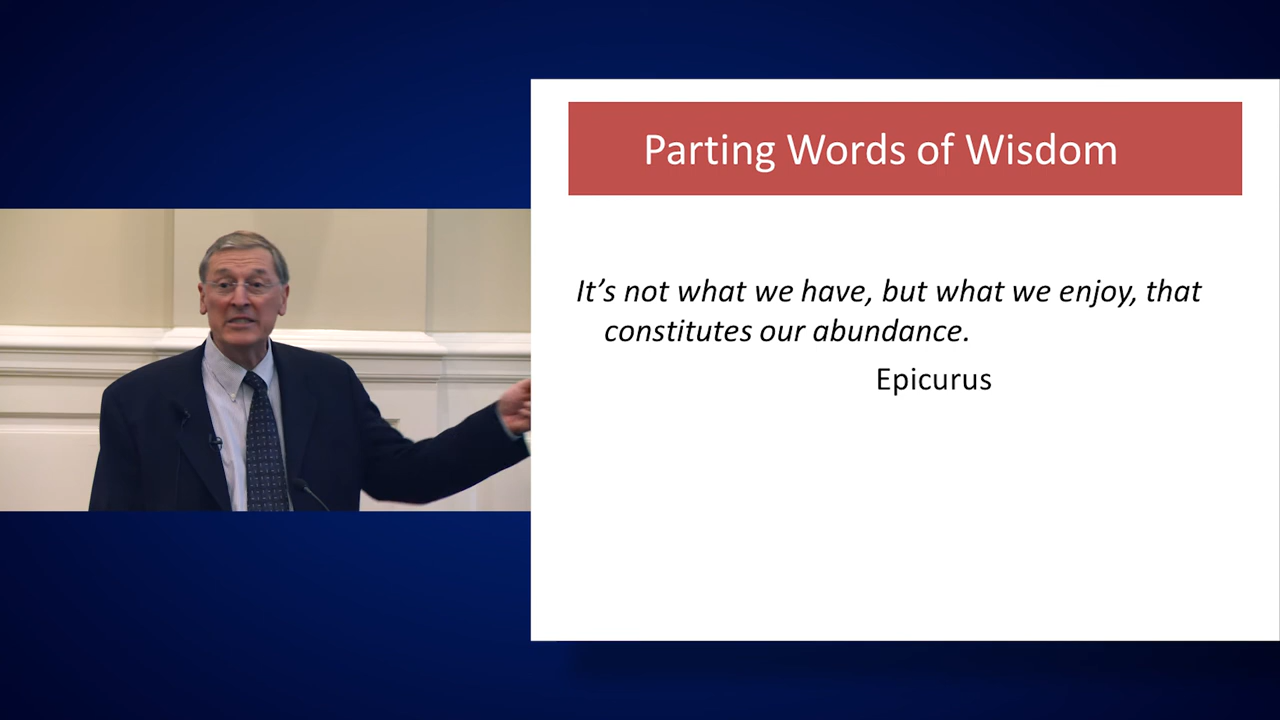 Parting Words of Wisdom
It’s not what we have, but what we enjoy, that
constitutes our abundance.
Epicurus